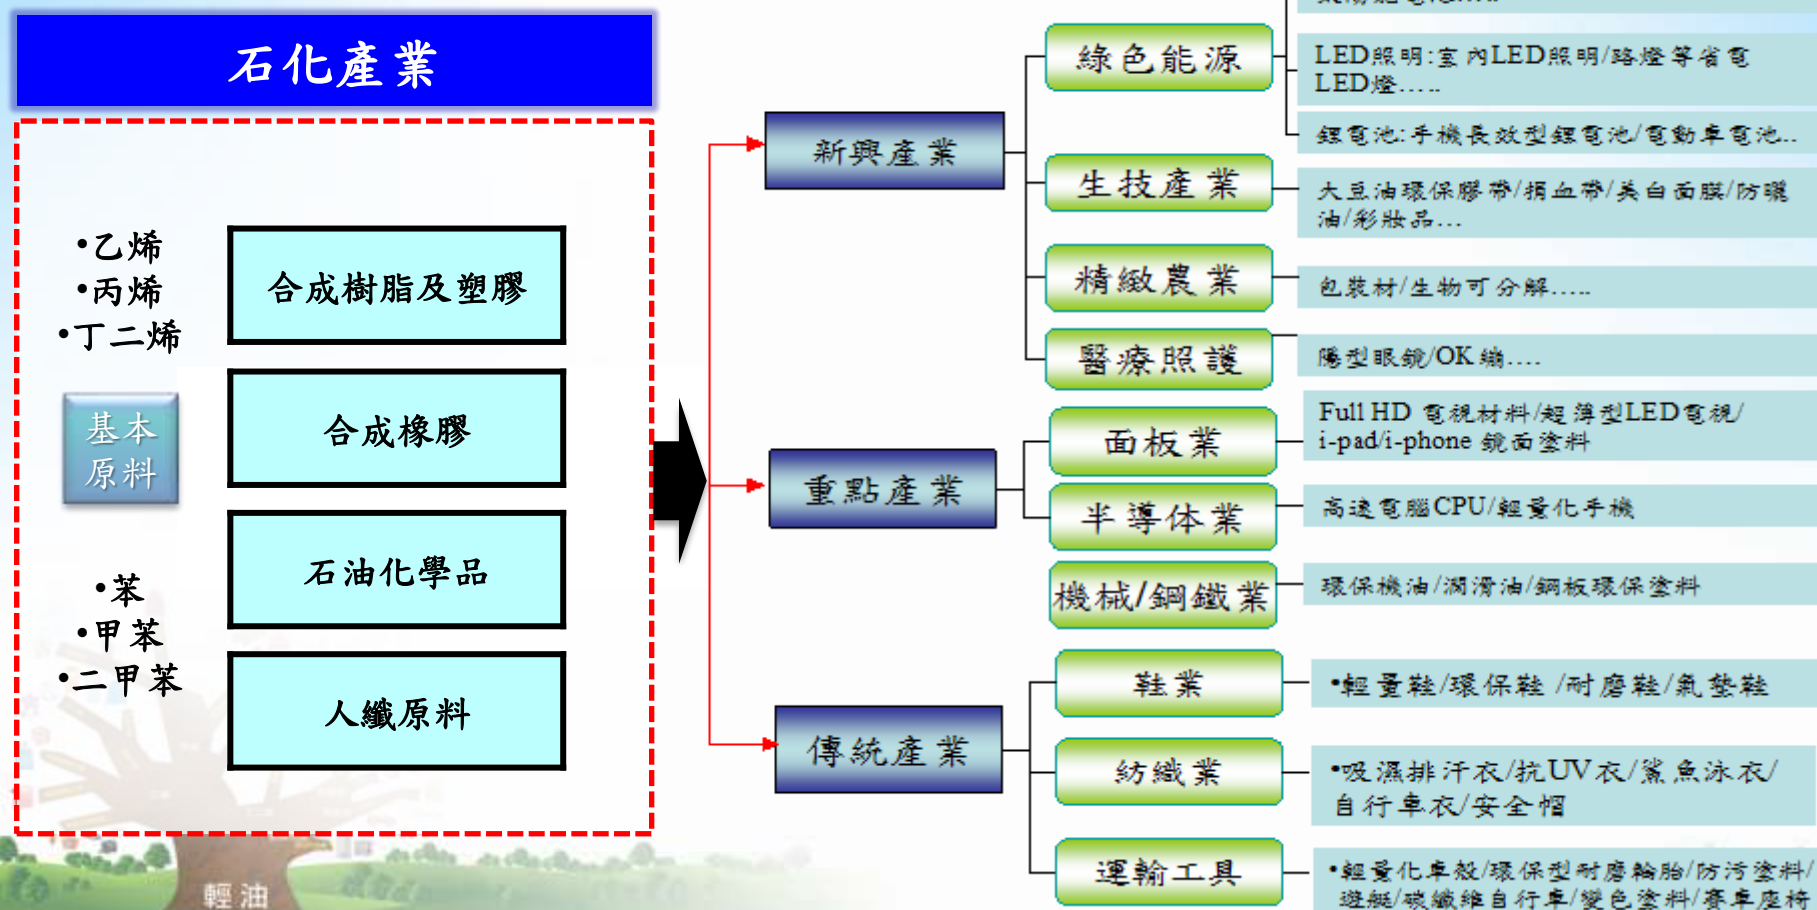 石化產業
•乙烯
•丙烯
•丁二烯
基本
原料
•苯
•甲苯
•二甲苯
合成樹脂及塑膠
合成橡膠
石油化學品
人纖原料
輕油
新興產業
綠色能源
LED照明:室內LED照明/路燈等省電
LED燈…..
鋰電池:手機長效型鋰電池/電動車電池..
生技產業
大豆油環保膠帶/捐血帶/美白面膜/防曬
油/彩妝品…
精緻農業
包裝材/生物可分解…..
醫療照護
隱型眼鏡/OK 繃….
重點產業
面板業
Full HD 電視材料/超薄型LED電視/
i-pad/i-phone 鏡面塗料
半導体業
高速電腦CPU/輕量化手機
機械/鋼鐵業
環保機油/潤滑油/鋼板環保塗料
傳統產業
鞋業
•輕量鞋/環保鞋 /耐磨鞋/氣墊鞋
紡織業
•吸濕排汗衣/抗UV衣/鯊魚泳衣/
自行車衣/安全帽
運輸工具
•輕量化車殼/環保型耐磨輪胎/防污塗料/
遊艇/碳纖維自行車/變色塗料/賽車座椅